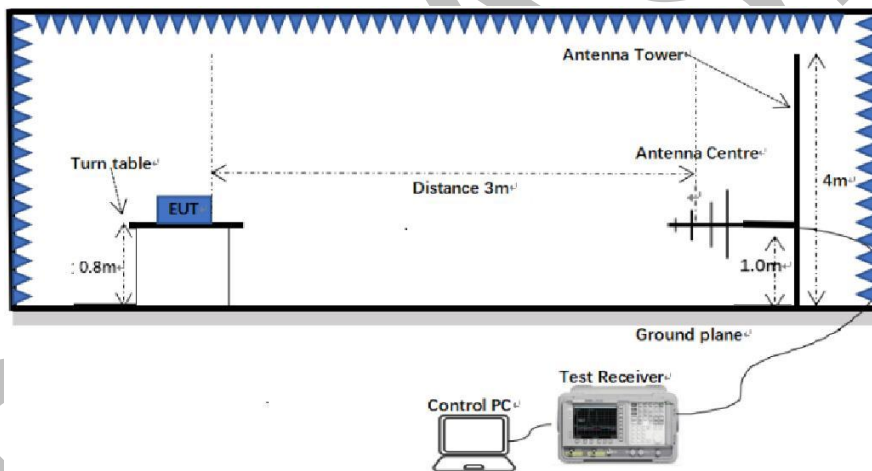 Antenna Tower
Turn table
Antenna Centre
Distance 3m
4m
EUT
0.8m
1.0m
Ground plane
Test Receiver
Control PC